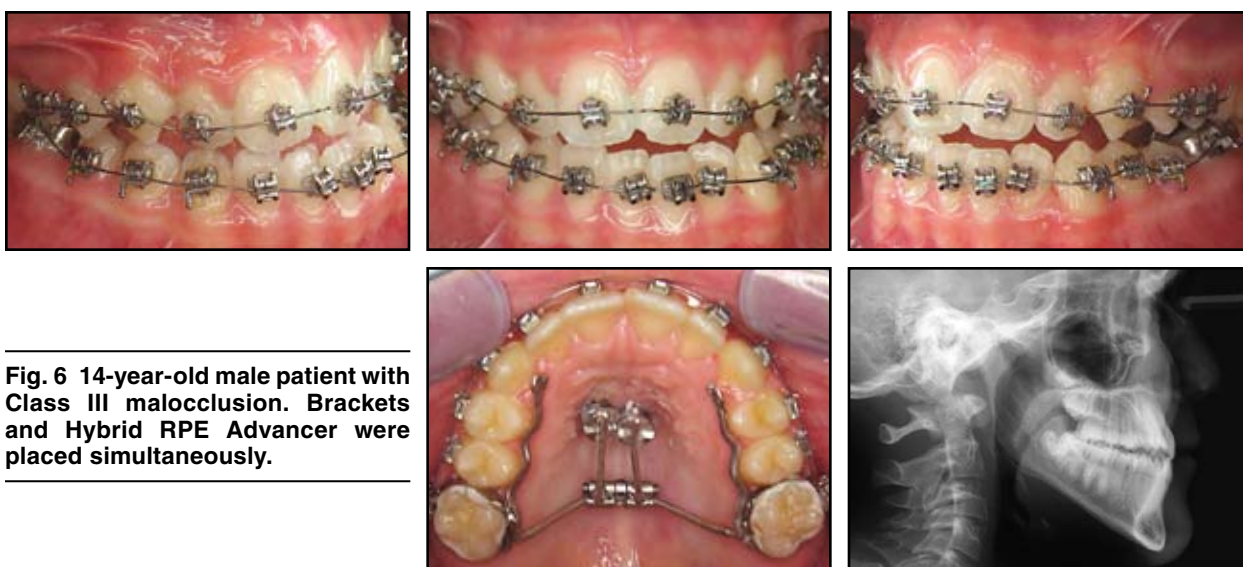 Fig. 6 14-year-old male patient with
Class III malocclusion. Brackets
and Hybrid RPE Advancer were
placed simultaneously.